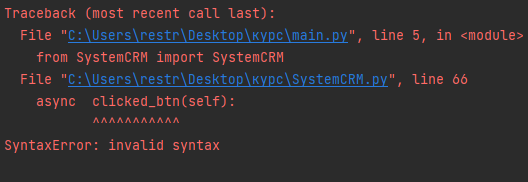 Traceback (most recent call last):
  File "C:\Users\restr\Desktop\курс\main.py", line 5, in <module>
    from SystemCRM import SystemCRM
  File "C:\Users\restr\Desktop\курс\SystemCRM.py", line 66
    async  clicked_btn(self):
           ^^^^^^^^^^^
SyntaxError: invalid syntax